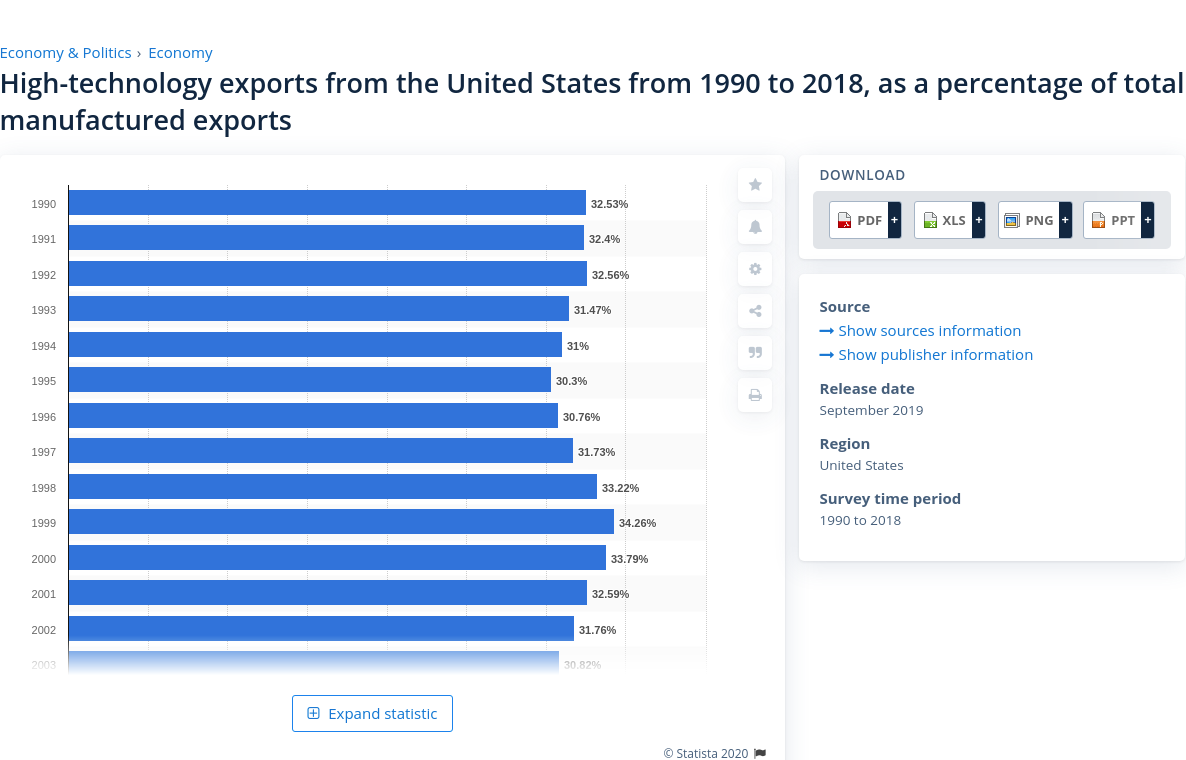 Economy & Politics › Economy
High-technology exports from the United States from 1990 to 2018, as a percentage of total
manufactured exports
1990 32.53%
1991 32.4%
1992 32.56%
1993 31.47%
1994 31%
1995 30.3%
1996 30.76%
1997 31.73%
1998 33.22%
1999 34.26%
2000 33.79%
2001 32.59%
2002 31.76%
2003 30.82%
Expand statistic
© Statista 2020
DOWNLOAD
PDF + XLS + PNG + PPT +
Source
Show sources information
Show publisher information
Release date
September 2019
Region
United States
Survey time period
1990 to 2018